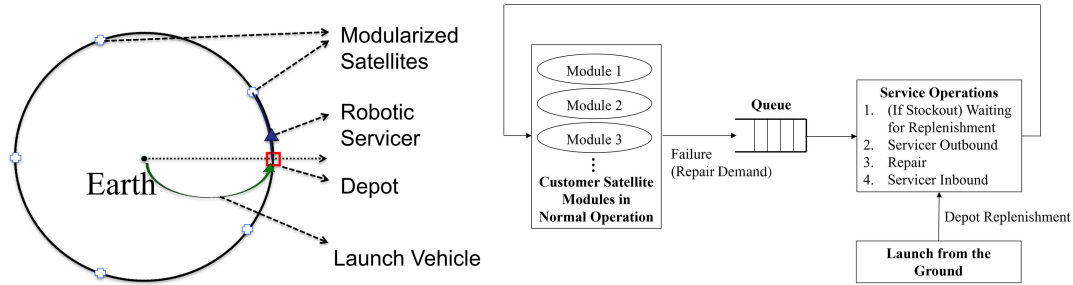 Modularized
Satellites
Robotic
Servicer
Earth
Depot
Launch Vehicle
Module 1
Module 2
Module 3
Customer Satellite
Modules in
Normal Operation
Failure
(Repair Demand)
Queue
Service Operations
1. (If Stockout) Waiting
for Replenishment
2. Servicer Outbound
3. Repair
4. Servicer Inbound
Depot Replenishment
Launch from the
Ground